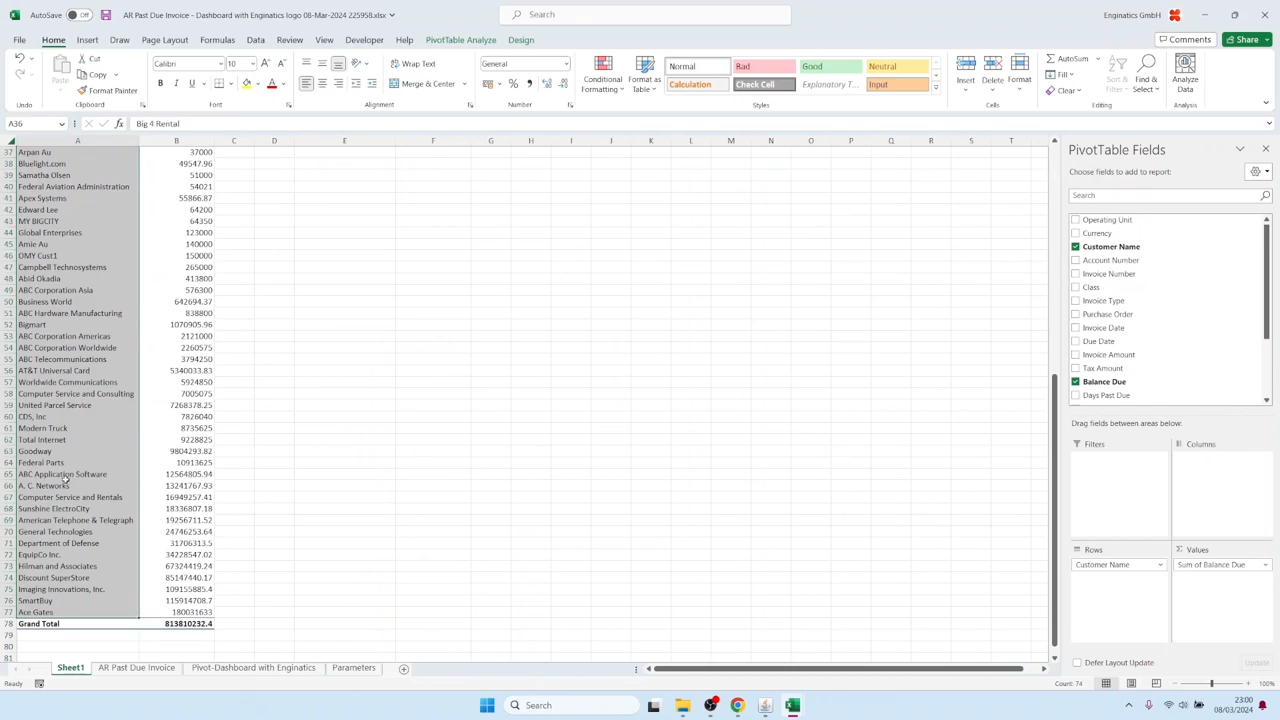 AutoSave Off AR Past Due Invoice - Dashboard with Enginatics logo 08-Mar-2024 225958.xlsx Search Enginatics GmbH
File Home Insert Draw Page Layout Formulas Data Review View Developer Help PivotTable Analyze Design Comments Share
Cut Calibri 10 Wrap Text General Normal Bad Good Neutral AutoSum
Paste Copy Conditional Formatting Format as Table Insert Delete Format Fill Sort & Filter Find & Select Analyze Data
Format Painter B I U Merge & Center Calculation Check Cell Explanatory T... Input Clear
Undo Clipboard Font Alignment Number Styles Cells Editing Analysis
A36 fx Big 4 Rental
A B C D E F G H I J K L M N O P Q R S T
37 Arpan Au 37000
38 Bluelight.com 49547.96
39 Samatha Olsen 51000
40 Federal Aviation Administration 54021
41 Apex Systems 55866.87
42 Edward Lee 64200
43 MY BIGCITY 64350
44 Global Enterprises 123000
45 Amie Au 140000
46 OMY Cust1 150000
47 Campbell Technosystems 265000
48 Abid Okadia 413800
49 ABC Corporation Asia 576300
50 Business World 642694.37
51 ABC Hardware Manufacturing 838800
52 Bigmart 1070905.96
53 ABC Corporation Americas 2121000
54 ABC Corporation Worldwide 2260575
55 ABC Telecommunications 3794250
56 AT&T Universal Card 5340033.83
57 Worldwide Communications 5924850
58 Computer Service and Consulting 7005075
59 United Parcel Service 7268378.25
60 CDS, Inc 7826040
61 Modern Truck 8735625
62 Total Internet 9228825
63 Goodway 9804293.82
64 Federal Parts 10913625
65 ABC Application Software 12564805.94
66 A. C. Networks 13241767.93
67 Computer Service and Rentals 16949257.41
68 Sunshine ElectroCity 18336807.18
69 American Telephone & Telegraph 19256711.52
70 General Technologies 24746253.64
71 Department of Defense 31706313.5
72 EquipCo Inc. 34228547.02
73 Hilman and Associates 67324419.24
74 Discount SuperStore 85147440.17
75 Imaging Innovations, Inc. 109155885.4
76 SmartBuy 115914708.7
77 Ace Gates 180031633
78 Grand Total 813810232.4
79
80
81
PivotTable Fields
Choose fields to add to report:
Search
Operating Unit
Currency
Customer Name
Account Number
Invoice Number
Class
Invoice Type
Purchase Order
Invoice Date
Due Date
Invoice Amount
Tax Amount
Balance Due
Days Past Due
Drag fields between areas below:
Filters Columns
Rows Σ Values
Customer Name Sum of Balance Due
Defer Layout Update Update
Sheet1 AR Past Due Invoice Pivot-Dashboard with Enginatics Parameters
Ready Count: 74 100%
Search 23:00
08/03/2024